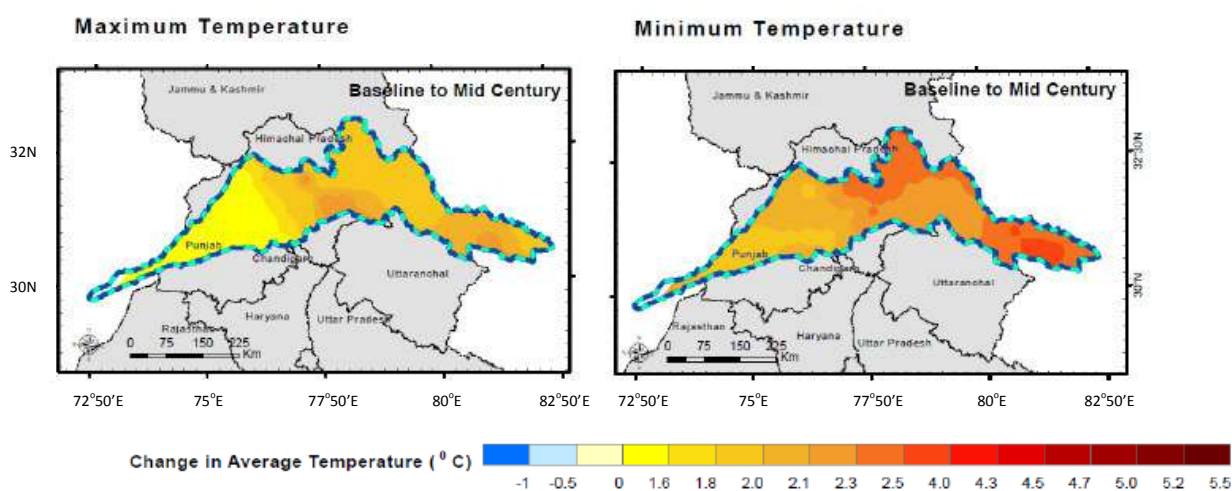 Maximum Temperature
Baseline to Mid Century
Jammu & Kashmir
Himachal Pradesh
32N
Punjab
Chandigarh
Uttaranchal
30N
Haryana
Rajasthan
Uttar Pradesh
0 75 150 225
Km
72°50'E 75°E 77°50'E 80°E 82°50'E
Minimum Temperature
Baseline to Mid Century
Jammu & Kashmir
Himachal Pradesh
32°30'N
Punjab
Chandigarh
Uttaranchal
30°N
Rajasthan
Haryana
Uttar Pradesh
0 75 150 225
Km
72°50'E 75°E 77°50'E 80°E 82°50'E
Change in Average Temperature (⁰ C)
-1 -0.5 0 1.6 1.8 2.0 2.1 2.3 2.5 4.0 4.3 4.5 4.7 5.0 5.2 5.5